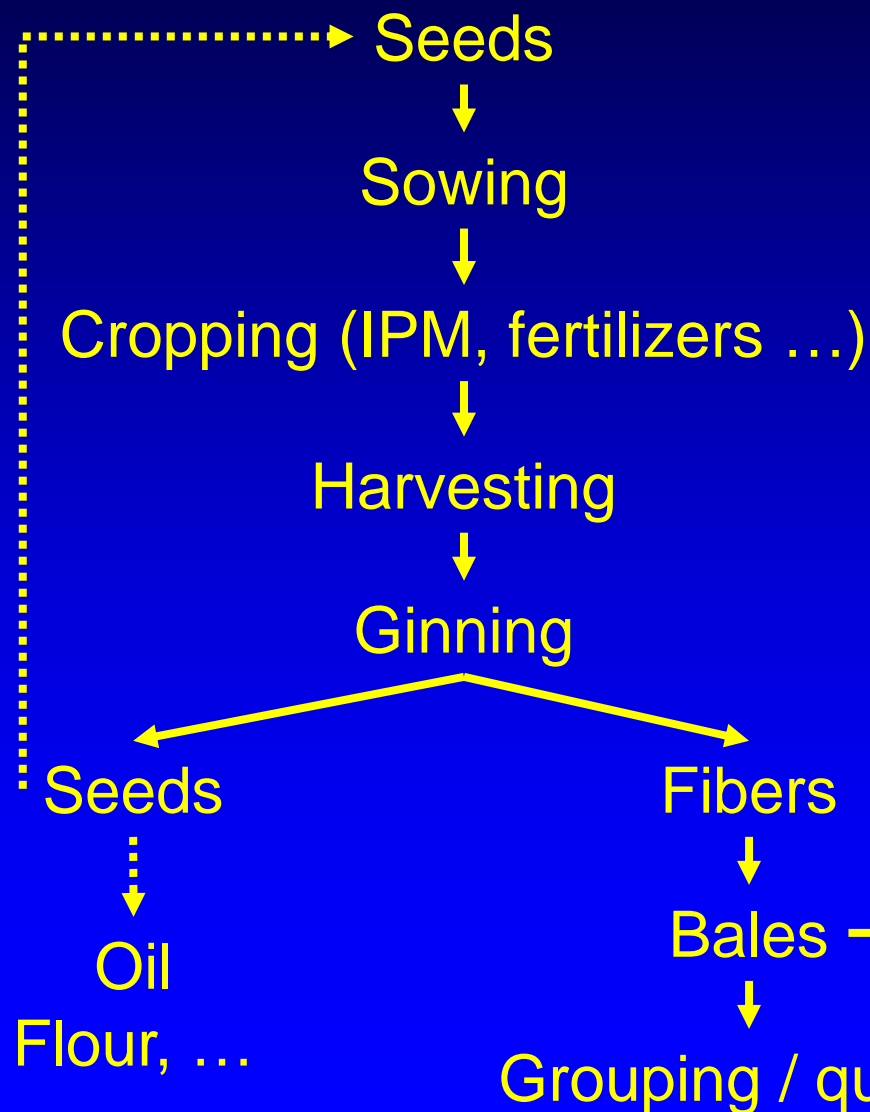 Seeds
Sowing
Cropping (IPM, fertilizers …)
Harvesting
Ginning
Seeds
Fibers
Bales
Oil
Flour, …
Grouping /